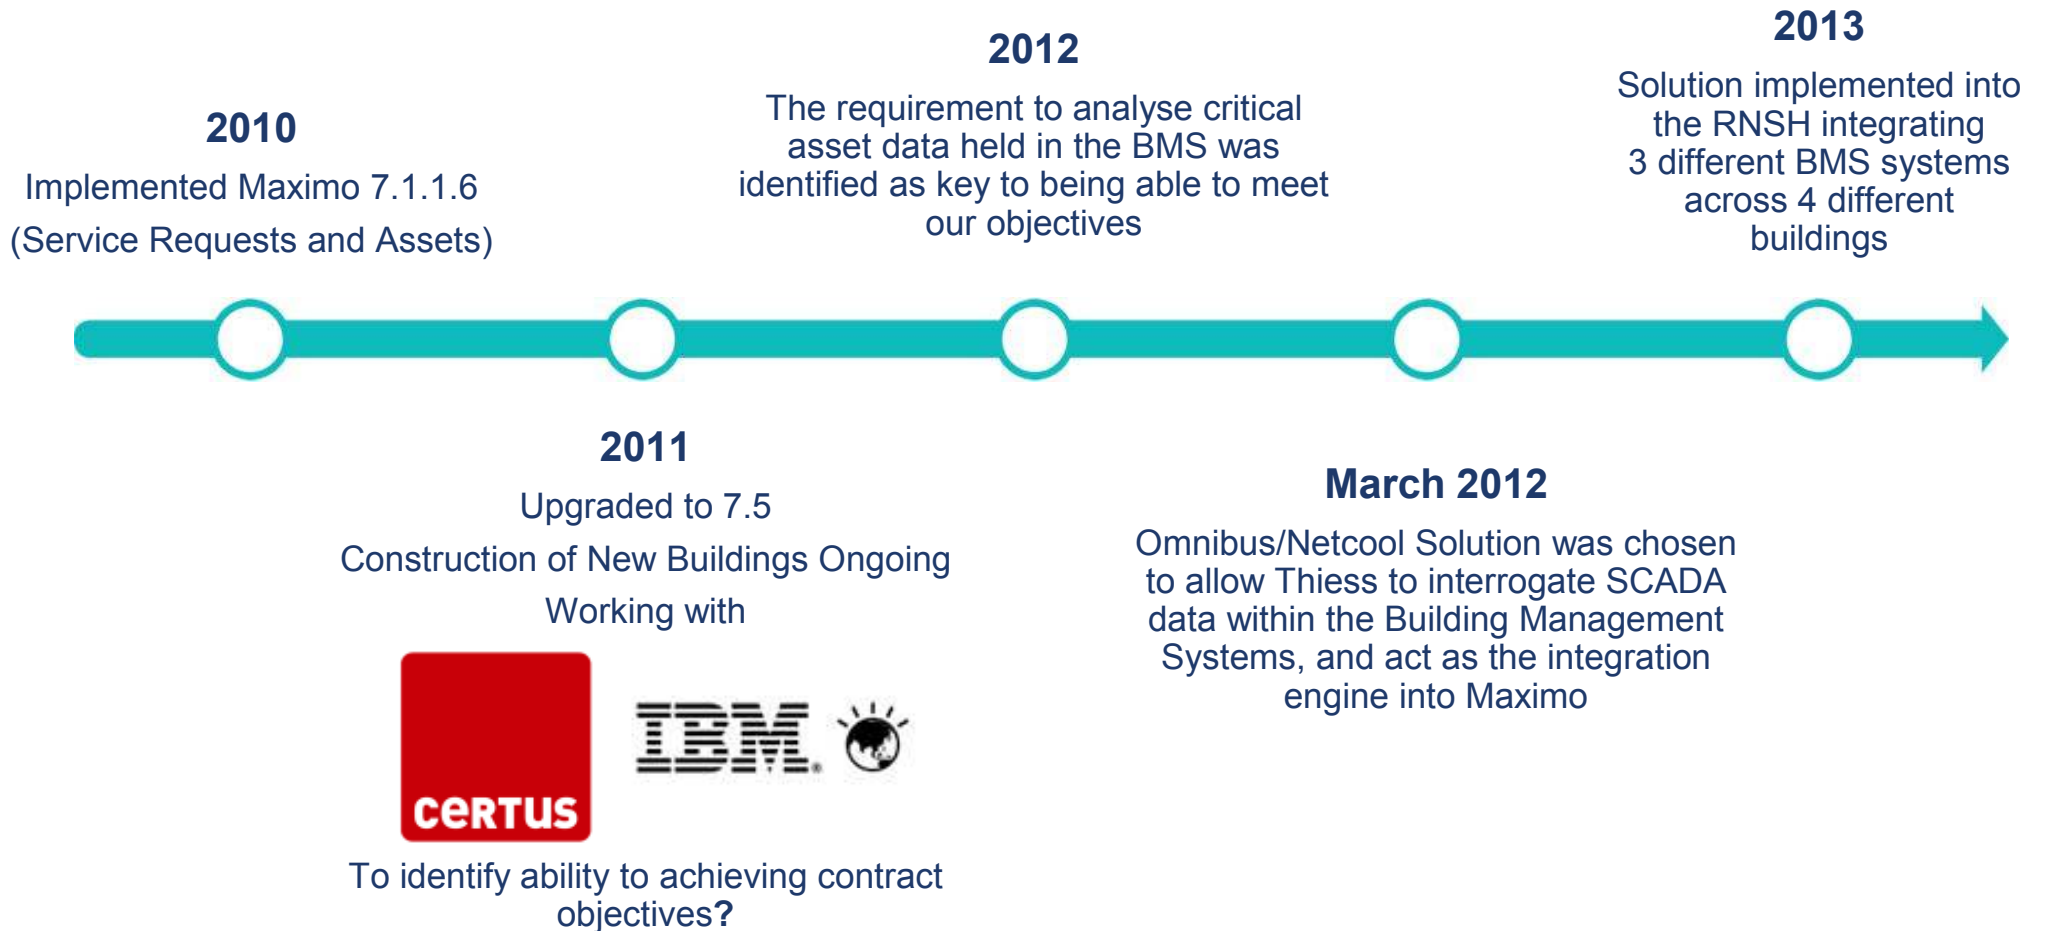 2010
Implemented Maximo 7.1.1.6
(Service Requests and Assets)
2011
Upgraded to 7.5
Construction of New Buildings Ongoing
Working with
CeRTUS
IBM®
To identify ability to achieving contract
objectives?
2012
The requirement to analyse critical
asset data held in the BMS was
identified as key to being able to meet
our objectives
March 2012
Omnibus/Netcool Solution was chosen
to allow Thiess to interrogate SCADA
data within the Building Management
Systems, and act as the integration
engine into Maximo
2013
Solution implemented into
the RNSH integrating
3 different BMS systems
across 4 different
buildings